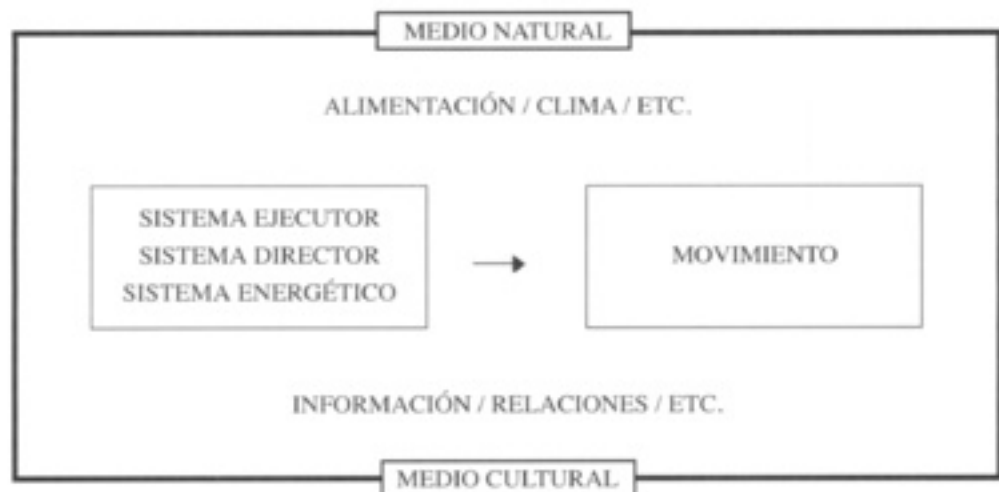 MEDIO NATURAL
ALIMENTACIÓN / CLIMA / ETC.
SISTEMA EJECUTOR
SISTEMA DIRECTOR
SISTEMA ENERGÉTICO
MOVIMIENTO
INFORMACIÓN / RELACIONES / ETC.
MEDIO CULTURAL